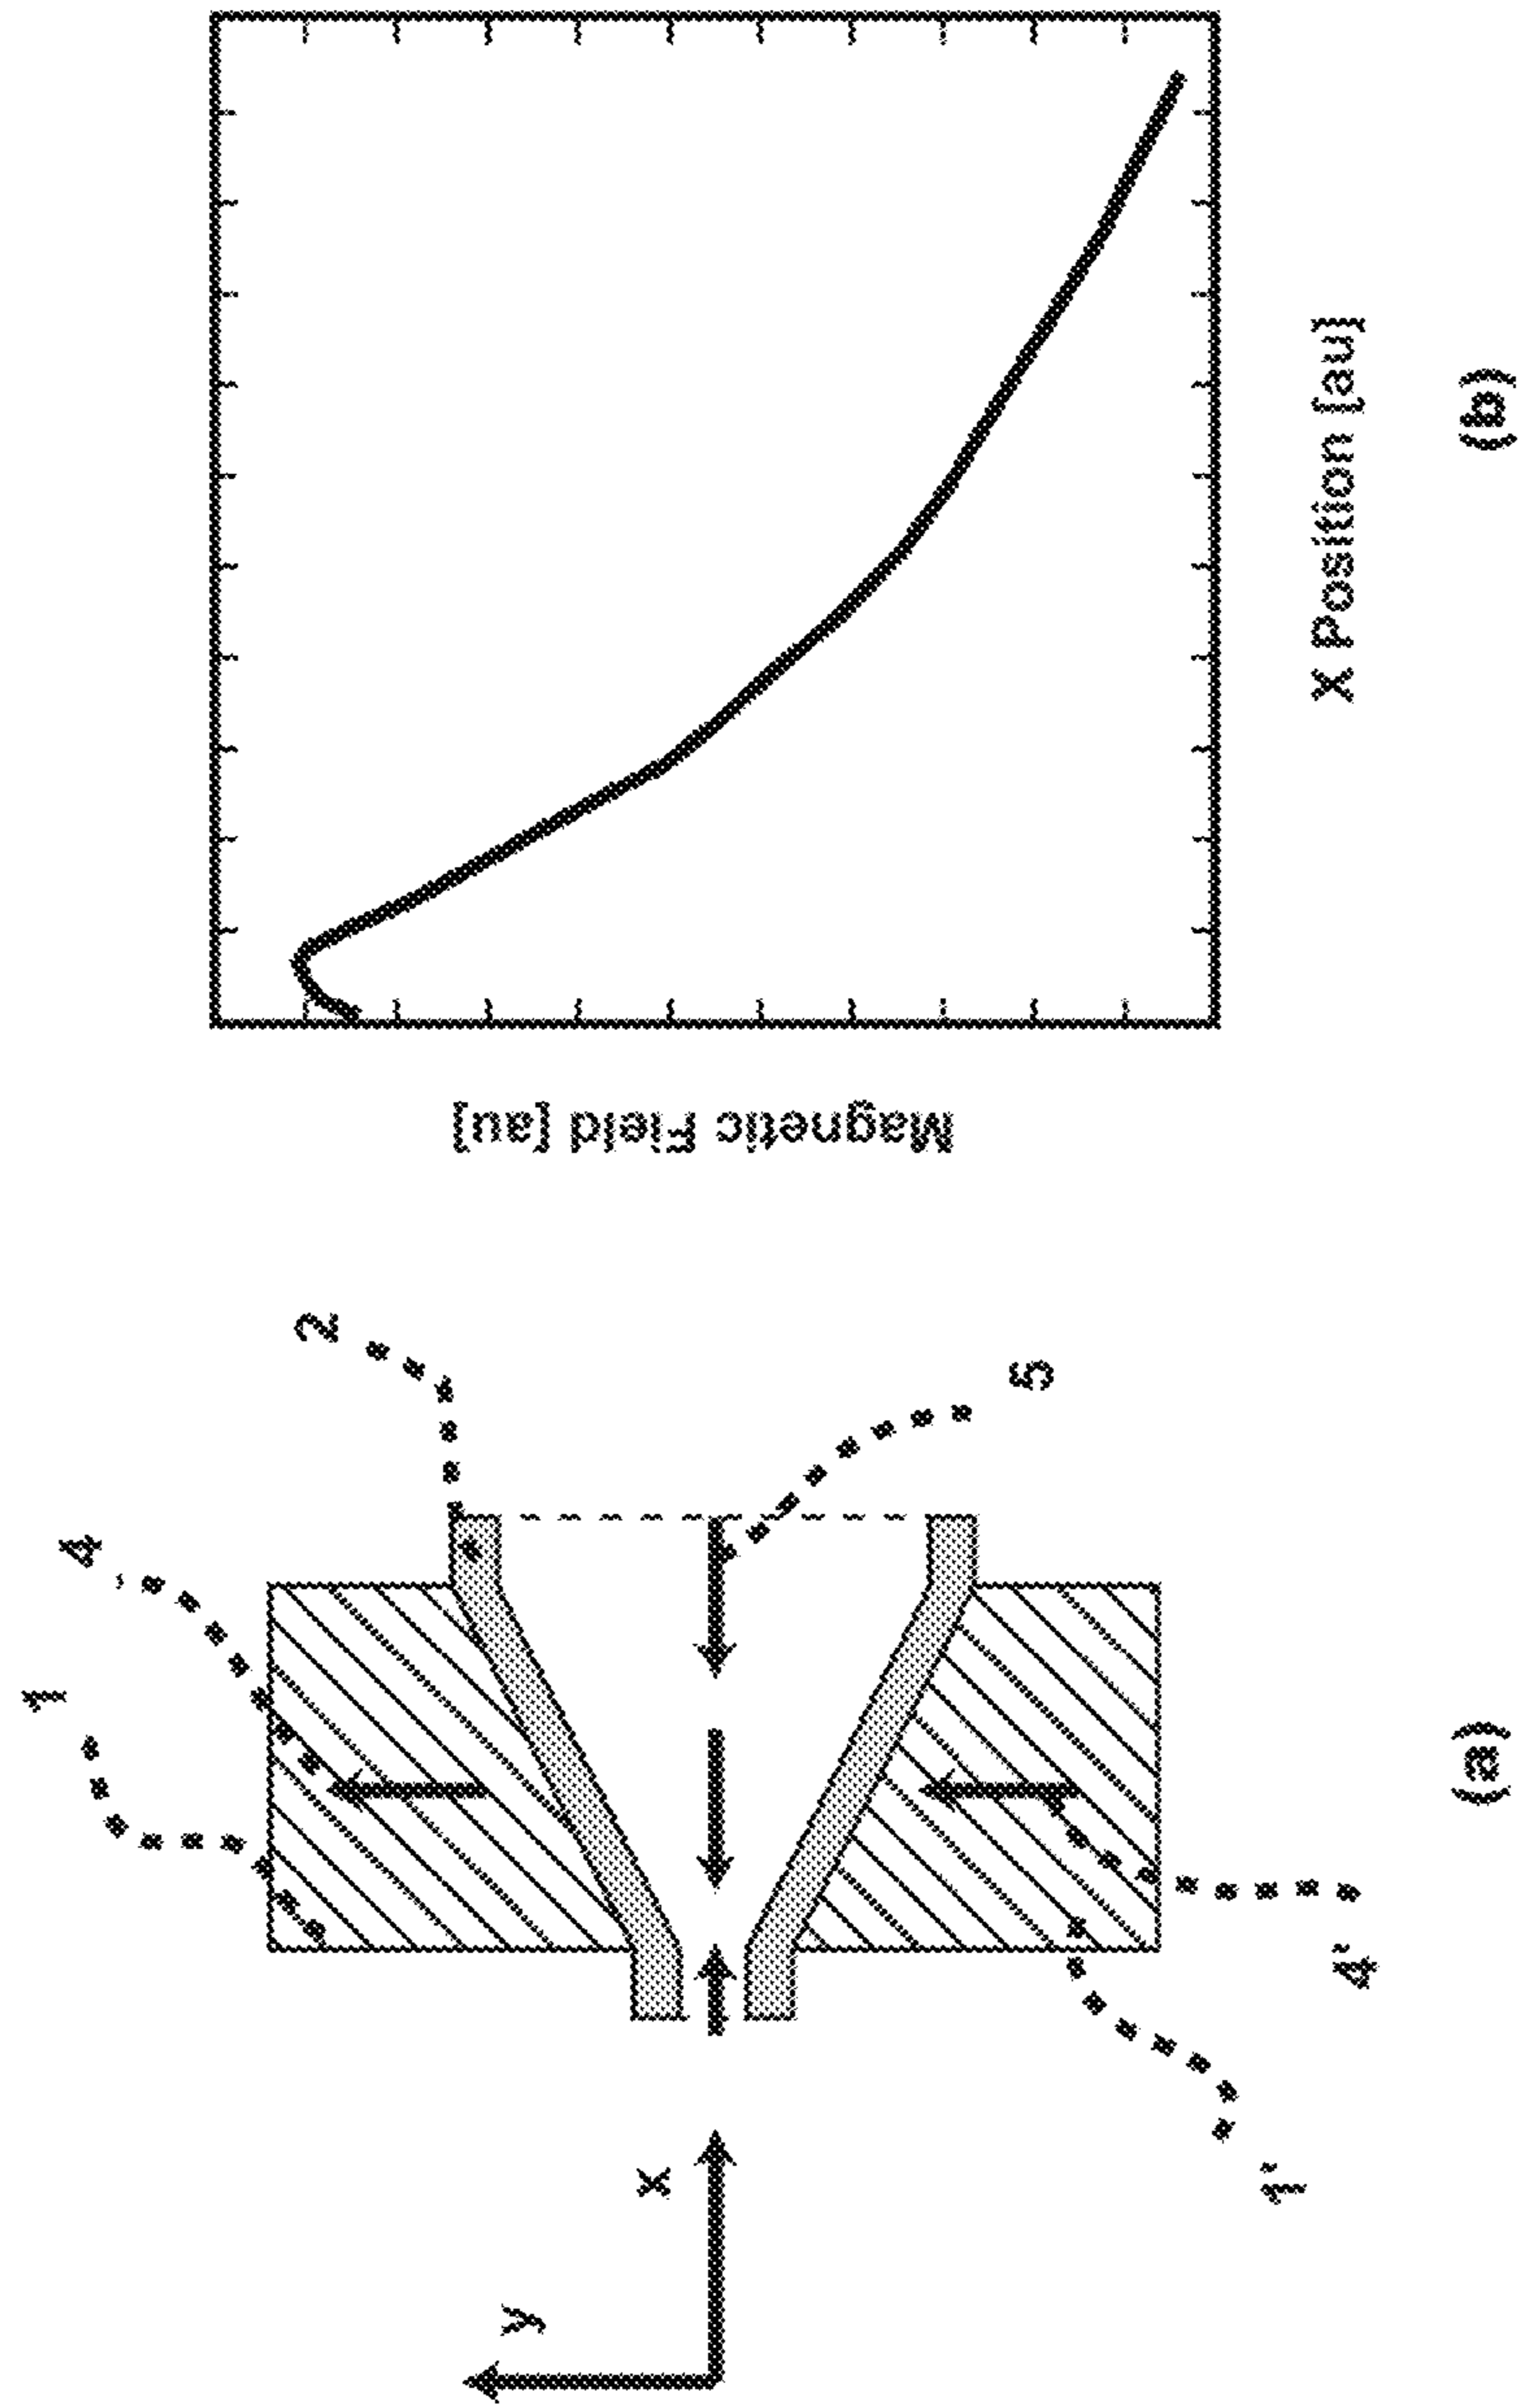 1
4
2
y
x
5
1'
4'
(a)
Magnetic Field [au]
X Position [au]
(b)